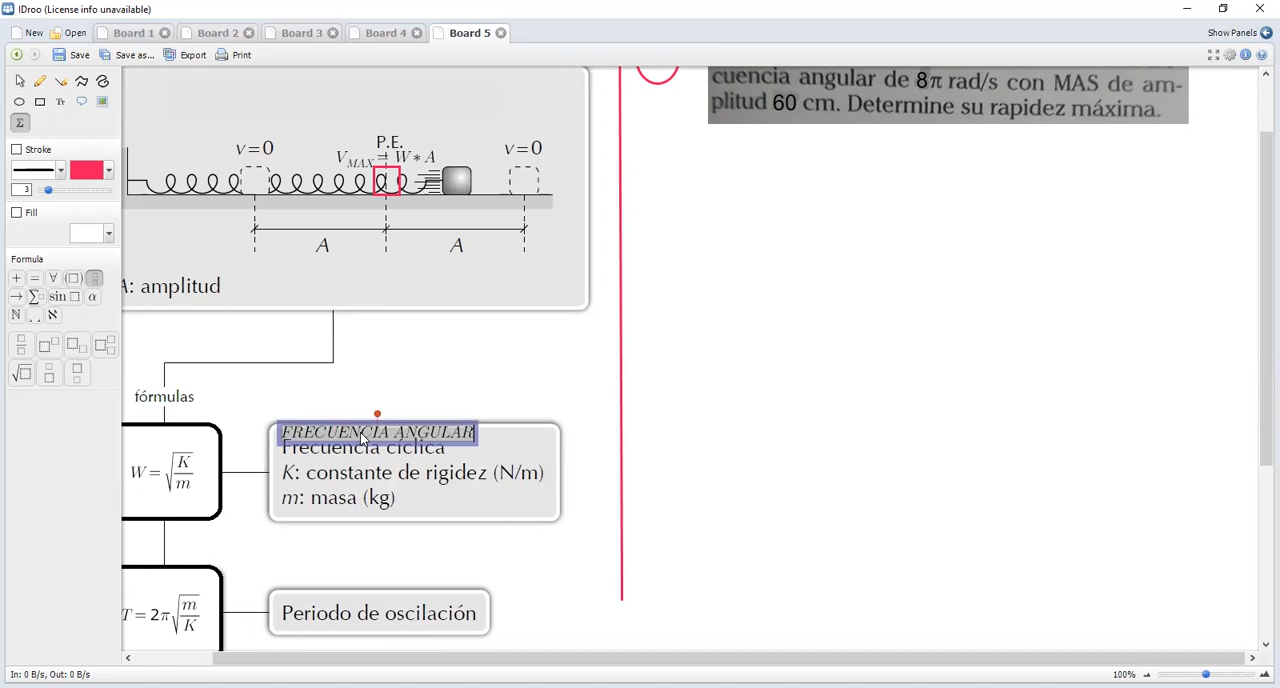 IDroo (License info unavailable)
New Open Board 1 Board 2 Board 3 Board 4 Board 5 Show Panels
Save Save as... Export Print
Tr
Σ
Stroke
3
Fill
Formula
+ = ∀ (□)
→ Σ□ sin □ α
ℕ ℵ
cuencia angular de 8π rad/s con MAS de am-
plitud 60 cm. Determine su rapidez máxima.
P.E.
v=0 v=0
V_MAX = W * A
A A
A: amplitud
fórmulas
FRECUENCIA ANGULAR
Frecuencia cíclica
W = √(K/m) K: constante de rigidez (N/m)
m: masa (kg)
T = 2π√(m/K) Periodo de oscilación
In: 0 B/s, Out: 0 B/s 100%